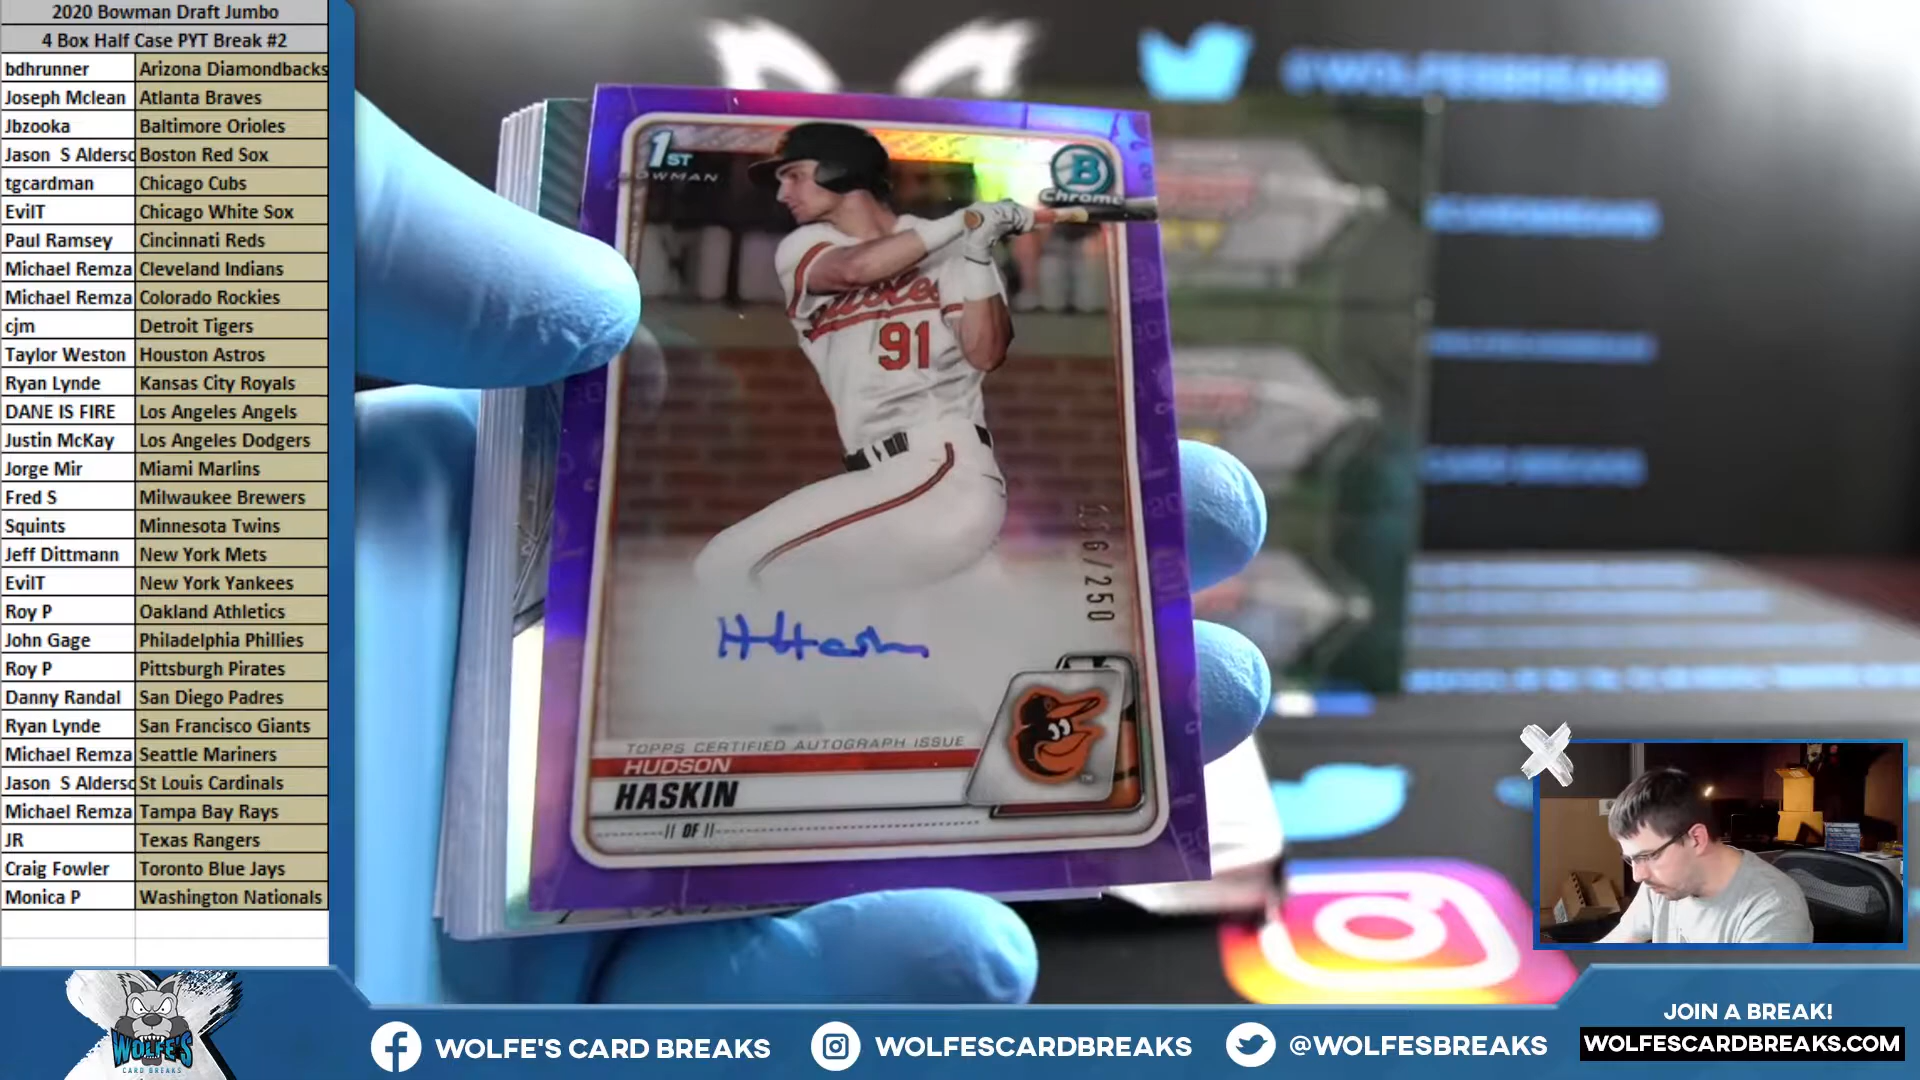 2020 Bowman Draft Jumbo
4 Box Half Case PYT Break #2
bdhrunner Arizona Diamondbacks
Joseph Mclean Atlanta Braves
Jbzooka Baltimore Orioles
Jason S Alderso Boston Red Sox
tgcardman Chicago Cubs
EvilT Chicago White Sox
Paul Ramsey Cincinnati Reds
Michael Remza Cleveland Indians
Michael Remza Colorado Rockies
cjm Detroit Tigers
Taylor Weston Houston Astros
Ryan Lynde Kansas City Royals
DANE IS FIRE Los Angeles Angels
Justin McKay Los Angeles Dodgers
Jorge Mir Miami Marlins
Fred S Milwaukee Brewers
Squints Minnesota Twins
Jeff Dittmann New York Mets
EvilT New York Yankees
Roy P Oakland Athletics
John Gage Philadelphia Phillies
Roy P Pittsburgh Pirates
Danny Randal San Diego Padres
Ryan Lynde San Francisco Giants
Michael Remza Seattle Mariners
Jason S Alderso St Louis Cardinals
Michael Remza Tampa Bay Rays
JR Texas Rangers
Craig Fowler Toronto Blue Jays
Monica P Washington Nationals
@WOLFESBREAKS
1ST
BOWMAN
B
Chrome
Orioles
91
H Haskin
TOPPS CERTIFIED AUTOGRAPH ISSUE
HUDSON
HASKIN
OF
WOLFE'S
CARD BREAKS
WOLFE'S CARD BREAKS
WOLFESCARDBREAKS
@WOLFESBREAKS
JOIN A BREAK!
WOLFESCARDBREAKS.COM